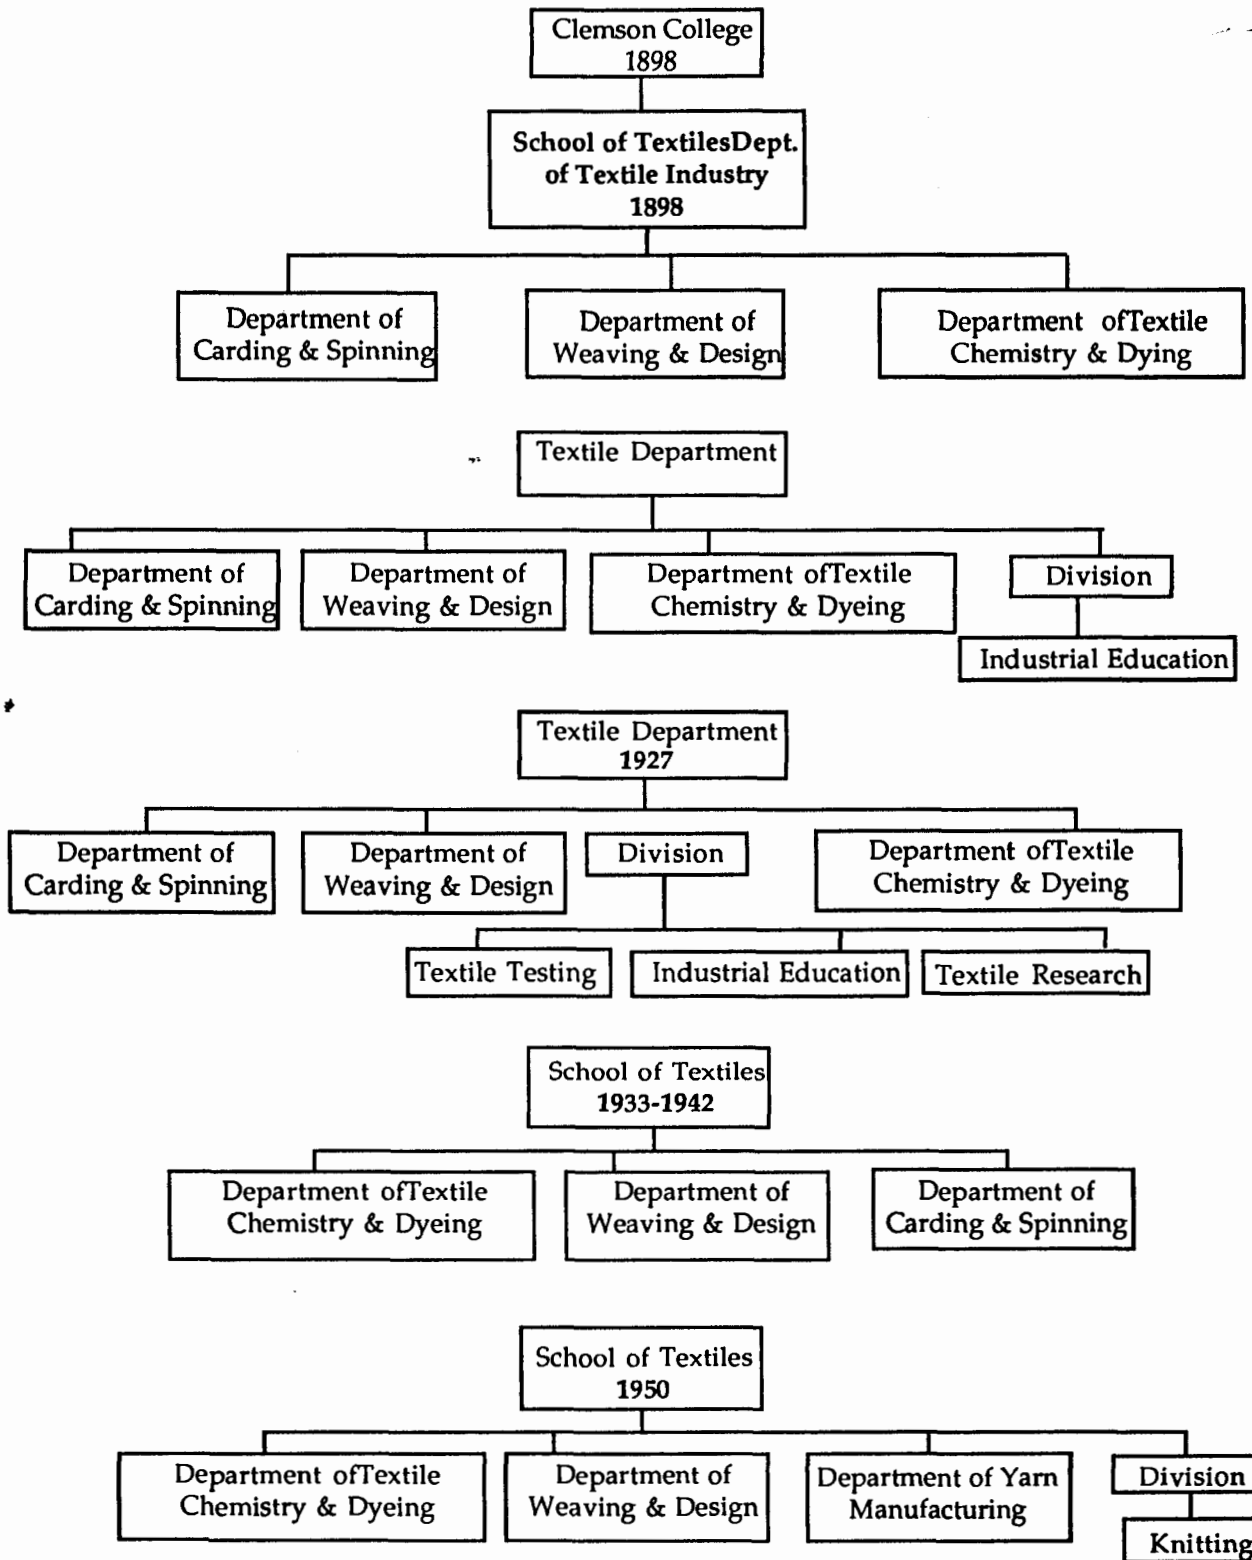 Clemson College
1898
School of TextilesDept.
of Textile Industry
1898
Department of
Carding & Spinning
Department of
Weaving & Design
Department ofTextile
Chemistry & Dying
Textile Department
Department of
Carding & Spinning
Department of
Weaving & Design
Department ofTextile
Chemistry & Dyeing
Division
Industrial Education
Textile Department
1927
Department of
Carding & Spinning
Department of
Weaving & Design
Division
Department ofTextile
Chemistry & Dyeing
Textile Testing
Industrial Education
Textile Research
School of Textiles
1933-1942
Department ofTextile
Chemistry & Dyeing
Department of
Weaving & Design
Department of
Carding & Spinning
School of Textiles
1950
Department ofTextile
Chemistry & Dyeing
Department of
Weaving & Design
Department of Yarn
Manufacturing
Division
Knitting